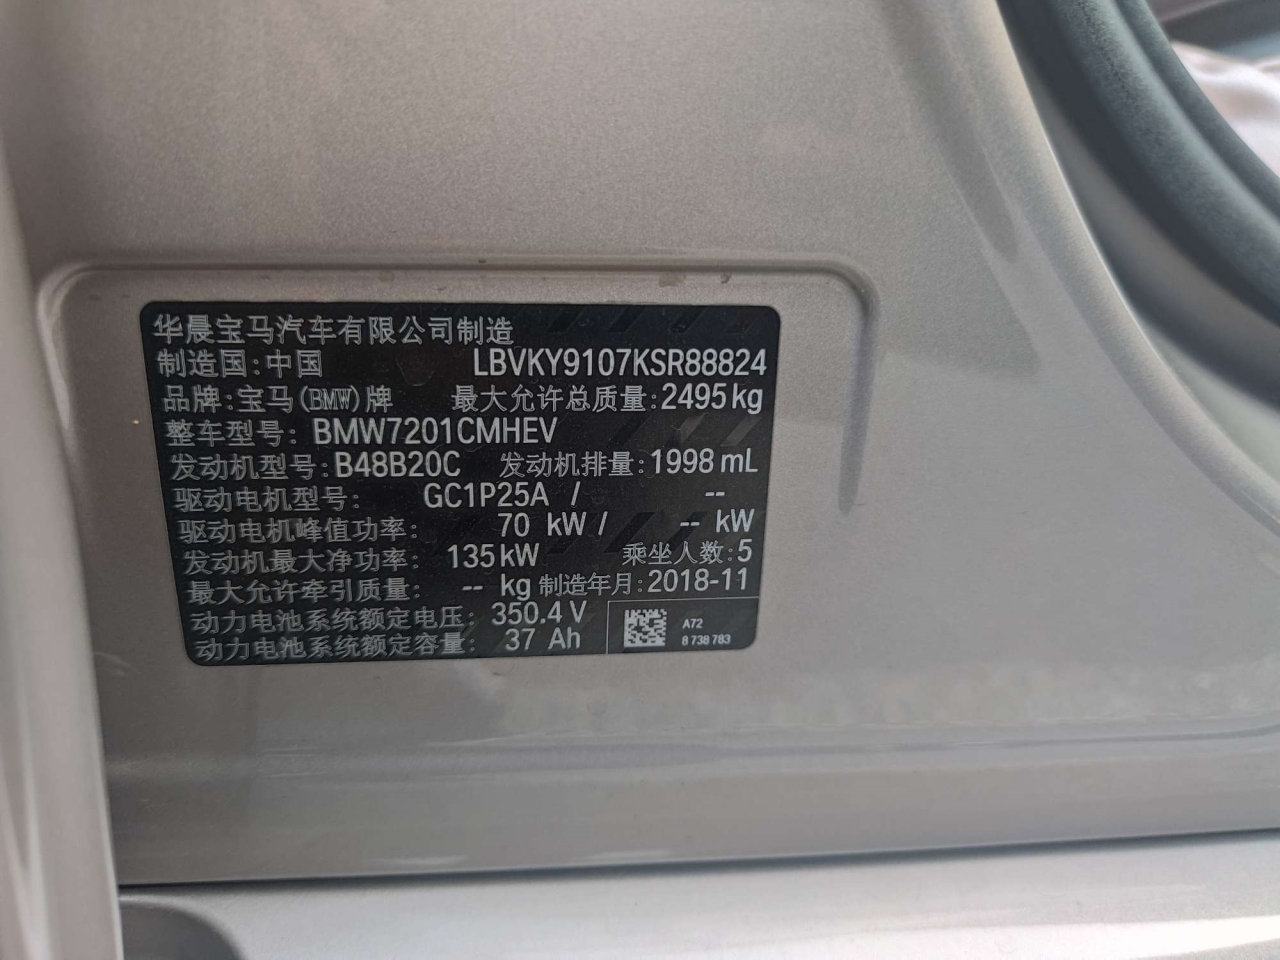 华晨宝马汽车有限公司制造
制造国:中国 LBVKY9107KSR88824
品牌:宝马(BMW)牌 最大允许总质量:2495kg
整车型号: BMW7201CMHEV
发动机型号:B48B20C 发动机排量:1998 mL
驱动电机型号: GC1P25A / --
驱动电机峰值功率: 70 kW / -- kW
发动机最大净功率: 135kW 乘坐人数:5
最大允许牵引质量: -- kg 制造年月:2018-11
动力电池系统额定电压: 350.4 V
动力电池系统额定容量: 37 Ah
A72
8 738 783